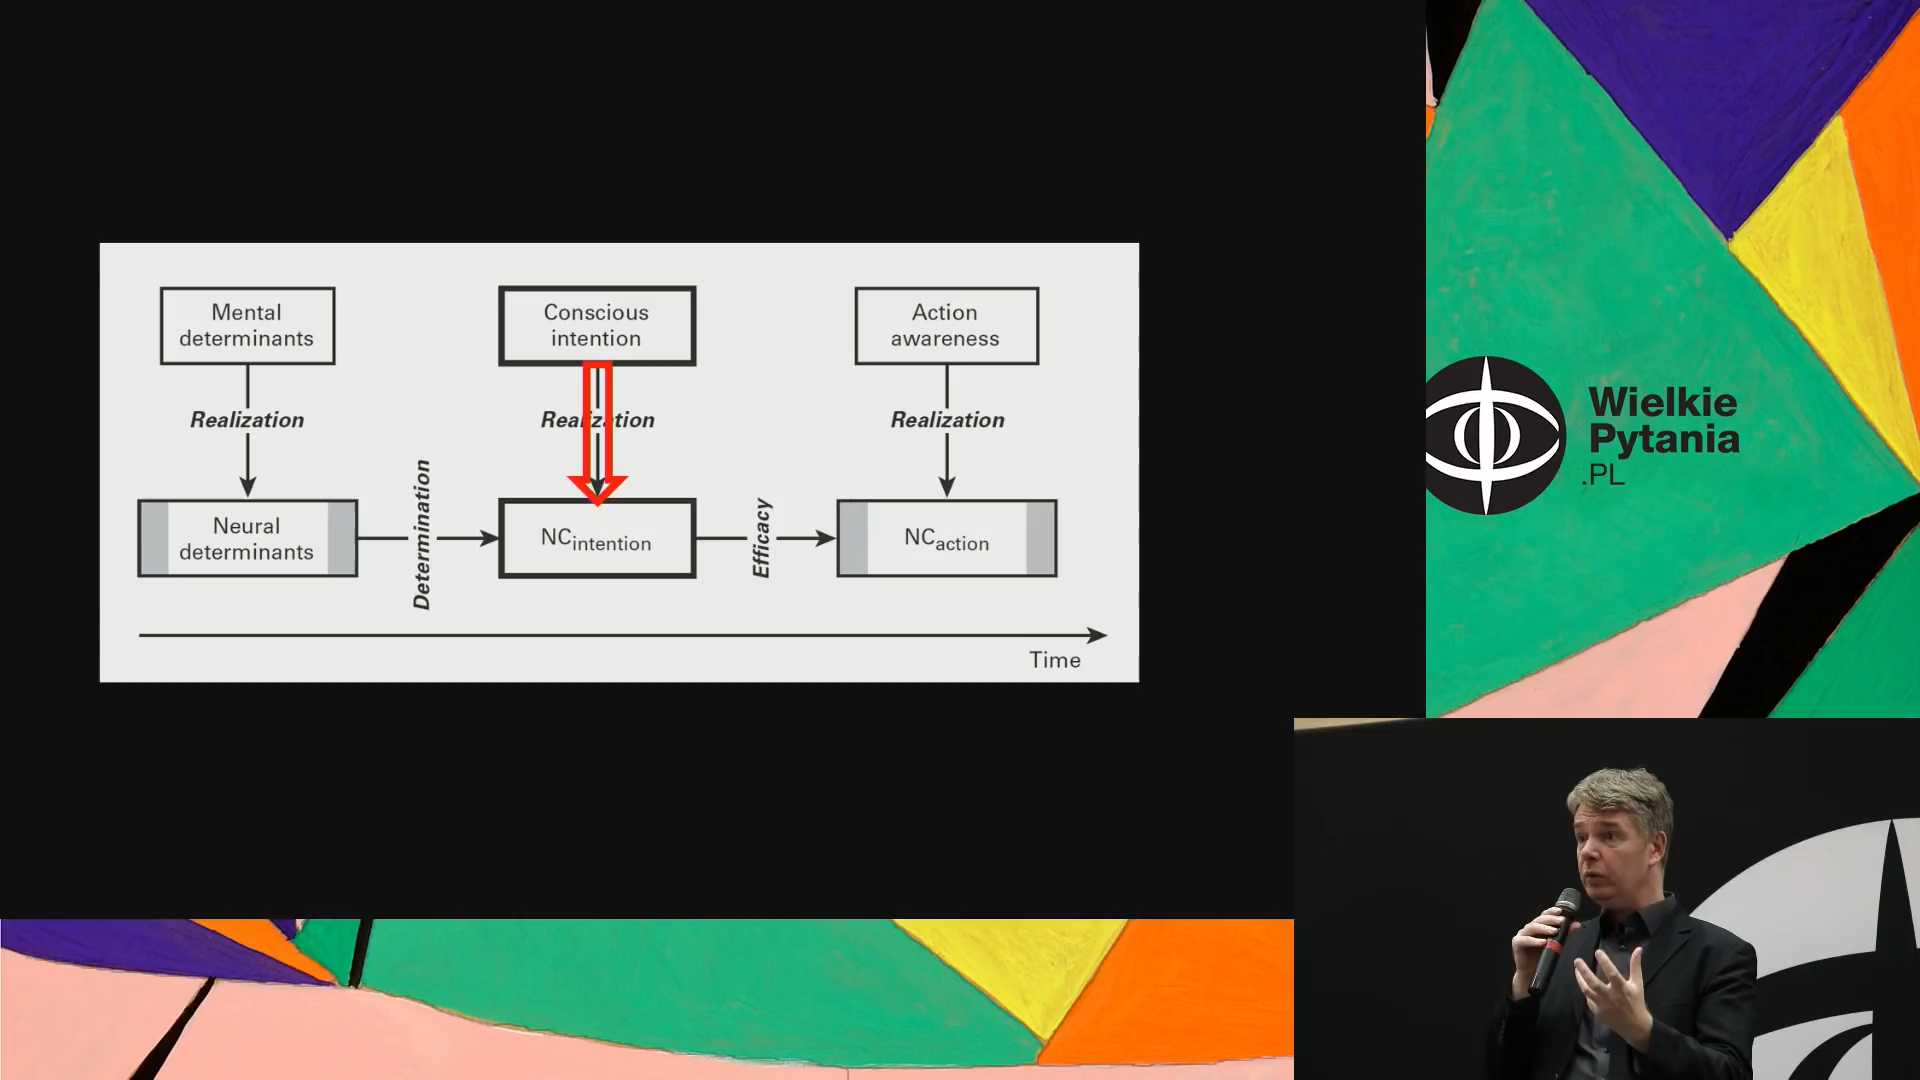 Mental
determinants
Conscious
intention
Action
awareness
Realization
Realization
Realization
Neural
determinants
Determination
NCintention
Efficacy
NCaction
Time
Wielkie
Pytania
.PL